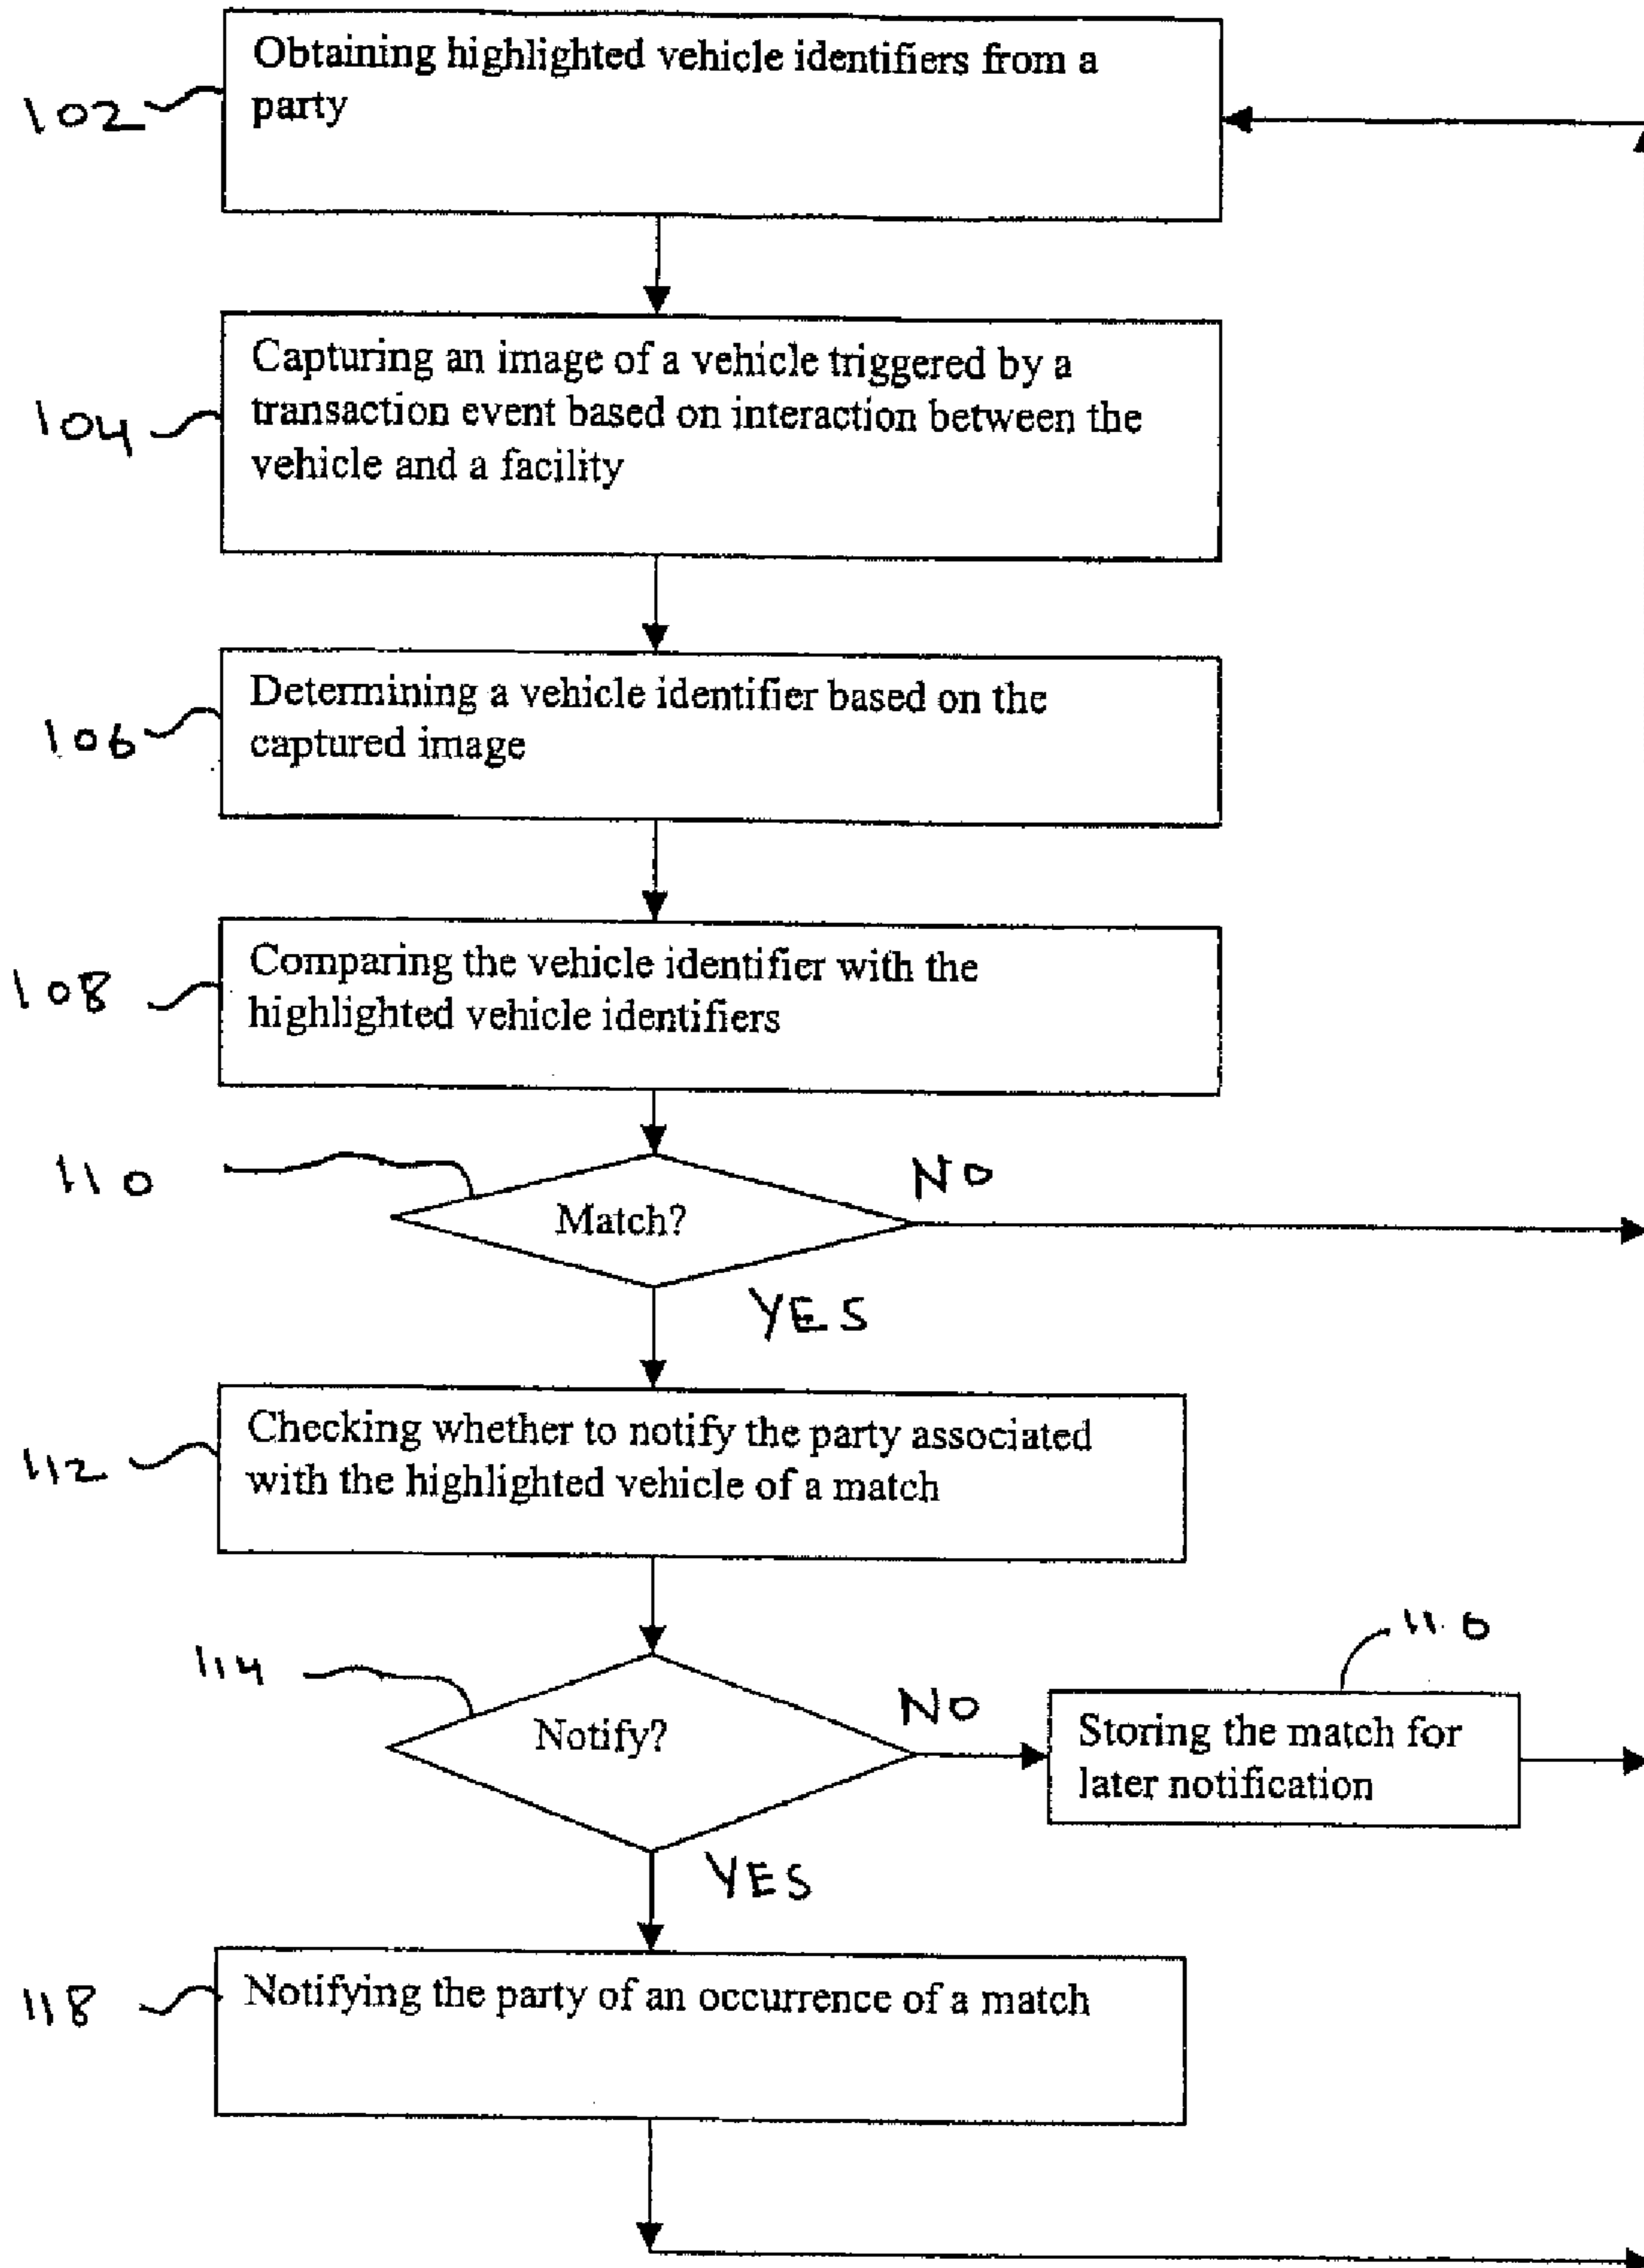 Obtaining highlighted vehicle identifiers from a
party
102
Capturing an image of a vehicle triggered by a
transaction event based on interaction between the
vehicle and a facility
104
Determining a vehicle identifier based on the
captured image
106
Comparing the vehicle identifier with the
highlighted vehicle identifiers
108
110
Match?
NO
YES
Checking whether to notify the party associated
with the highlighted vehicle of a match
112
114
Notify?
NO
116
Storing the match for
later notification
YES
Notifying the party of an occurrence of a match
118